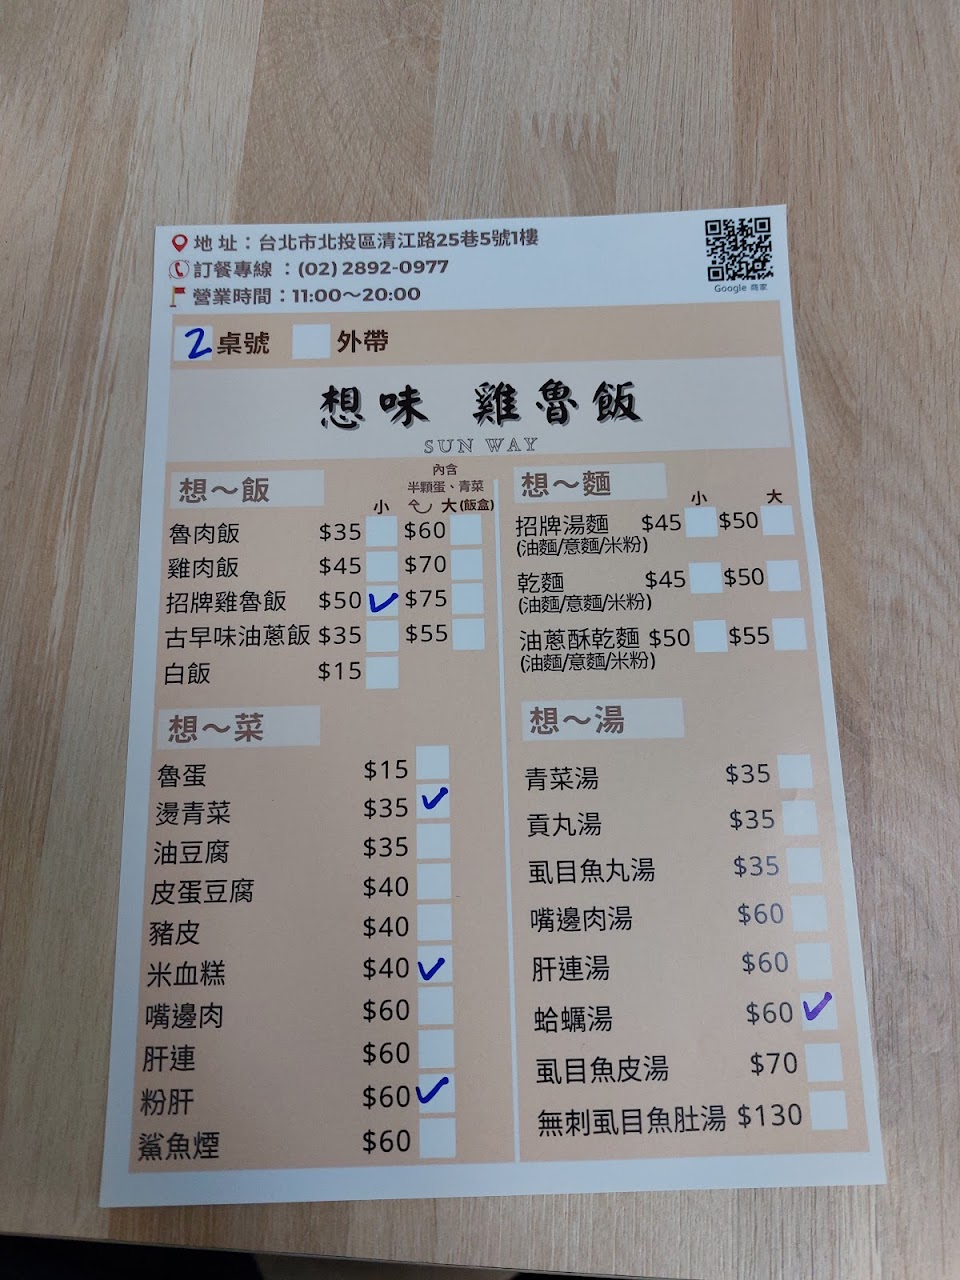 地 址：台北市北投區清江路25巷5號1樓
訂餐專線 ：(02) 2892-0977
營業時間：11:00～20:00
Google 商家
2 桌號 外帶
想味 雞魯飯
SUN WAY
想～飯
內含
半顆蛋、青菜
小 大(飯盒)
魯肉飯 $35 $60
雞肉飯 $45 $70
招牌雞魯飯 $50 ✓ $75
古早味油蔥飯 $35 $55
白飯 $15
想～麵
小 大
招牌湯麵 $45 $50
(油麵/意麵/米粉)
乾麵 $45 $50
(油麵/意麵/米粉)
油蔥酥乾麵 $50 $55
(油麵/意麵/米粉)
想～菜
魯蛋 $15
燙青菜 $35 ✓
油豆腐 $35
皮蛋豆腐 $40
豬皮 $40
米血糕 $40 ✓
嘴邊肉 $60
肝連 $60
粉肝 $60 ✓
鯊魚煙 $60
想～湯
青菜湯 $35
貢丸湯 $35
虱目魚丸湯 $35
嘴邊肉湯 $60
肝連湯 $60
蛤蠣湯 $60 ✓
虱目魚皮湯 $70
無刺虱目魚肚湯 $130